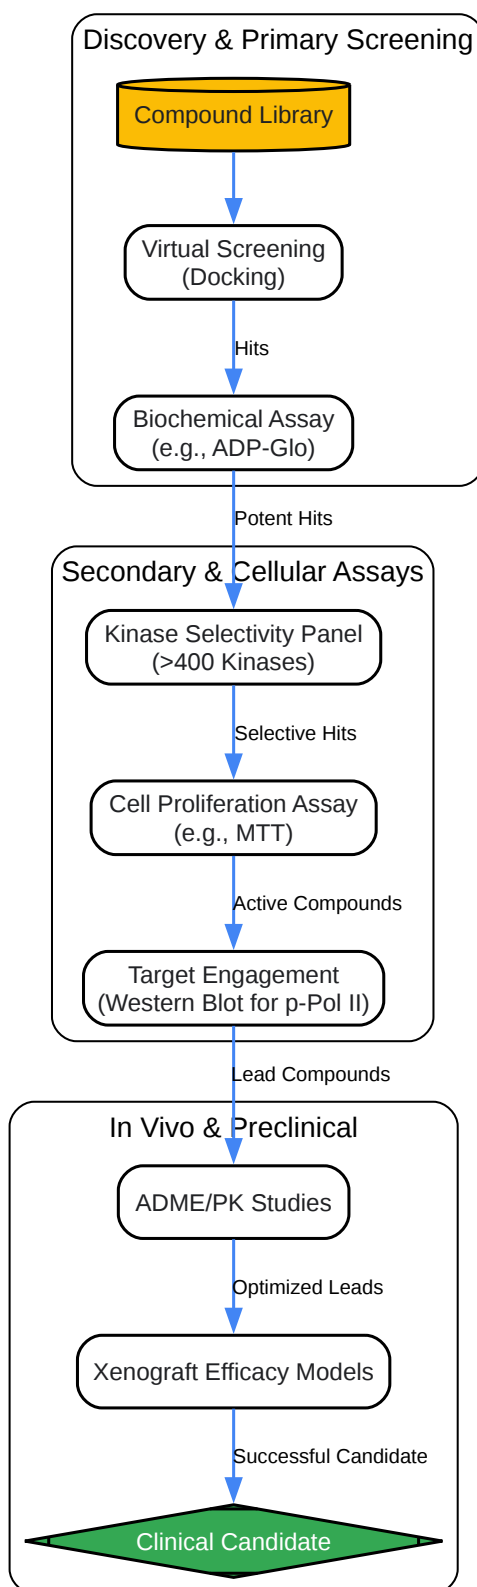 Discovery & Primary Screening
Compound Library
Virtual Screening
(Docking)
Hits
Biochemical Assay
(e.g., ADP-Glo)
Potent Hits
Secondary & Cellular Assays
Kinase Selectivity Panel
(>400 Kinases)
Selective Hits
Cell Proliferation Assay
(e.g., MTT)
Active Compounds
Target Engagement
(Western Blot for p-Pol II)
Lead Compounds
In Vivo & Preclinical
ADME/PK Studies
Optimized Leads
Xenograft Efficacy Models
Successful Candidate
Clinical Candidate